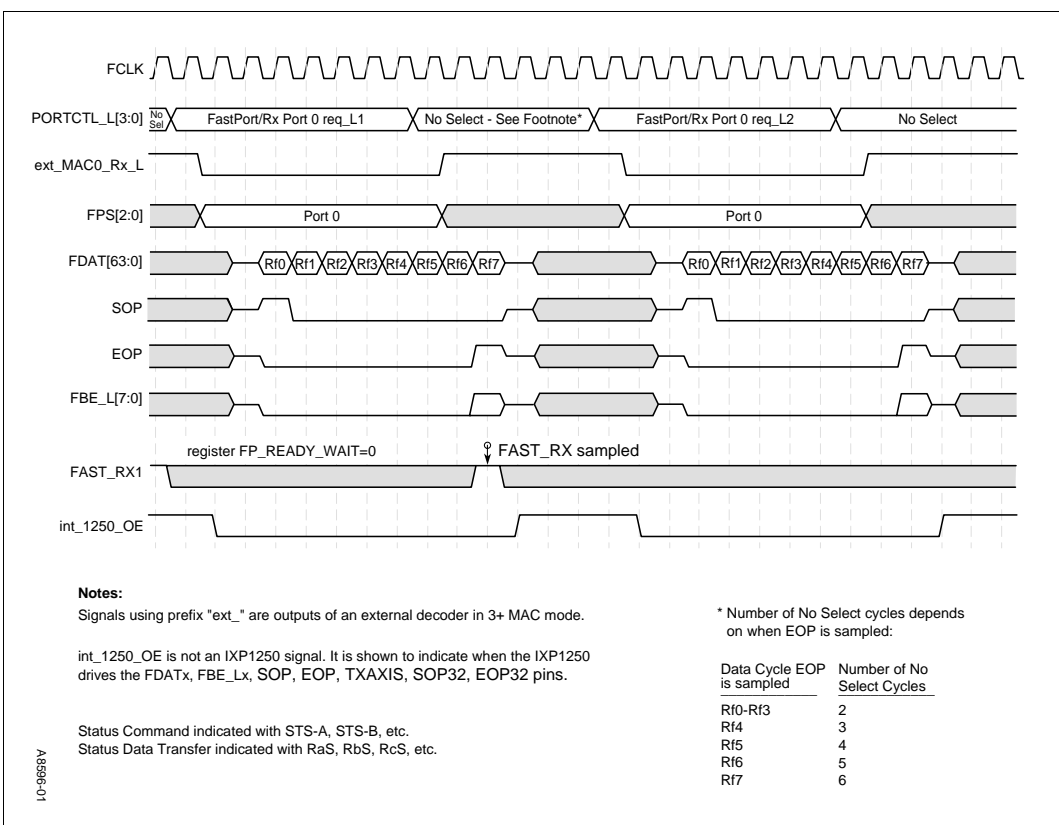 FCLK
PORTCTL_L[3:0] No Sel FastPort/Rx Port 0 req_L1 No Select - See Footnote* FastPort/Rx Port 0 req_L2 No Select
ext_MAC0_Rx_L
FPS[2:0] Port 0 Port 0
FDAT[63:0] Rf0 Rf1 Rf2 Rf3 Rf4 Rf5 Rf6 Rf7 Rf0 Rf1 Rf2 Rf3 Rf4 Rf5 Rf6 Rf7
SOP
EOP
FBE_L[7:0]
register FP_READY_WAIT=0 FAST_RX sampled
FAST_RX1
int_1250_OE
Notes:
Signals using prefix "ext_" are outputs of an external decoder in 3+ MAC mode.
int_1250_OE is not an IXP1250 signal. It is shown to indicate when the IXP1250
drives the FDATx, FBE_Lx, SOP, EOP, TXAXIS, SOP32, EOP32 pins.
Status Command indicated with STS-A, STS-B, etc.
Status Data Transfer indicated with RaS, RbS, RcS, etc.
* Number of No Select cycles depends
on when EOP is sampled:
Data Cycle EOP Number of No
is sampled Select Cycles
Rf0-Rf3 2
Rf4 3
Rf5 4
Rf6 5
Rf7 6
A8596-01